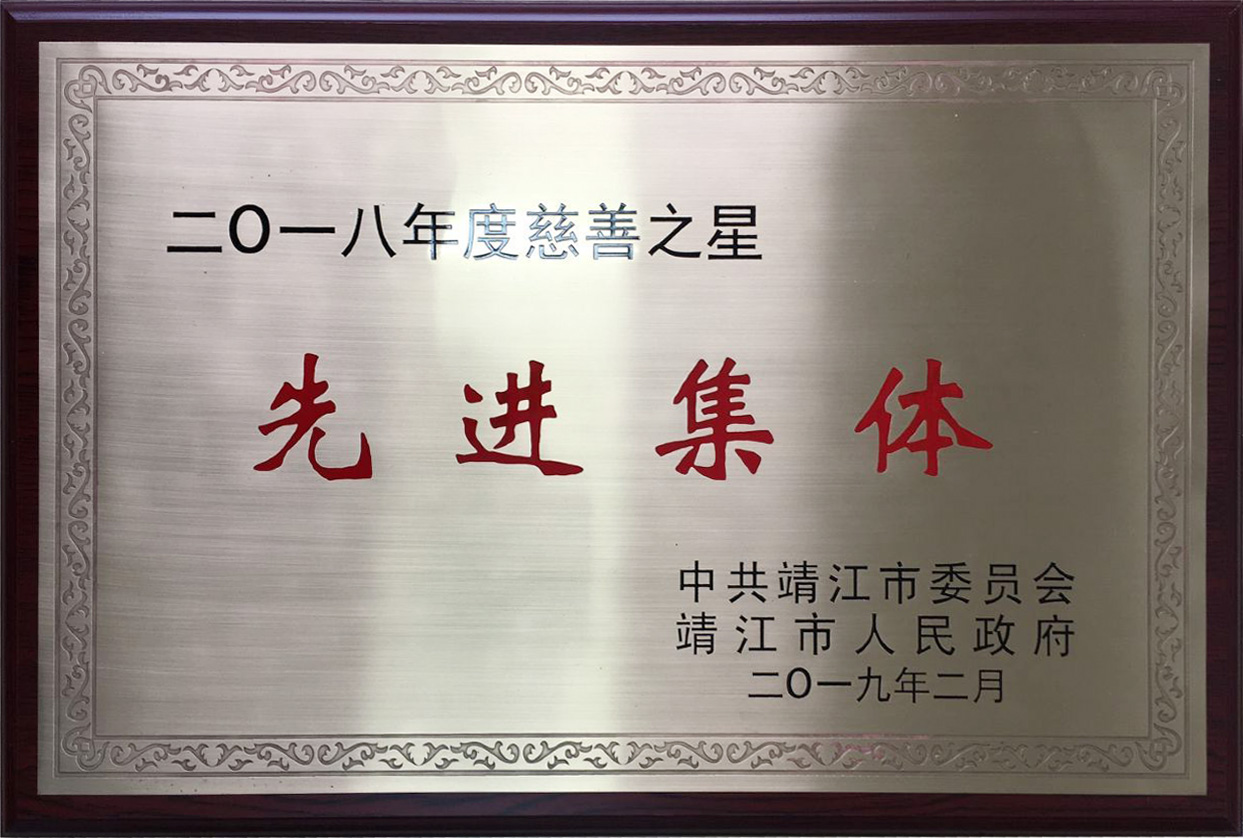 二〇一八年度慈善之星
先进集体
中共靖江市委员会
靖江市人民政府
二〇一九年二月